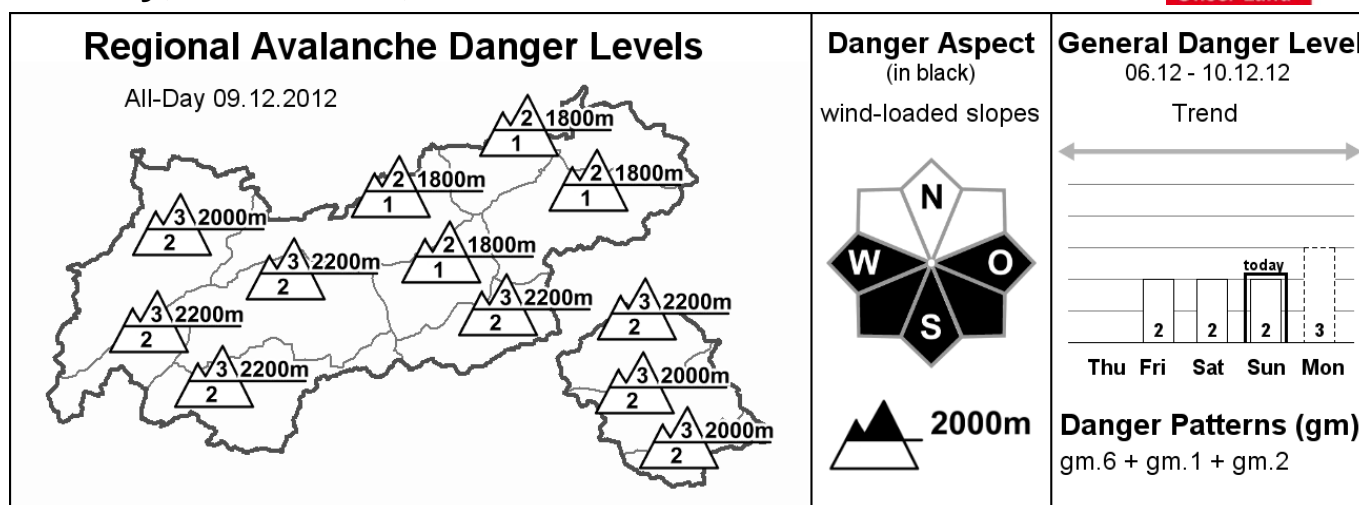 Regional Avalanche Danger Levels
All-Day 09.12.2012
2 1800m
1
2 1800m
1
2 1800m
1
3 2000m
2
2 1800m
1
3 2200m
2
3 2200m
2
3 2200m
2
3 2200m
2
3 2200m
2
3 2000m
2
3 2000m
2
Danger Aspect
(in black)
wind-loaded slopes
N
W O
S
2000m
General Danger Level
06.12 - 10.12.12
Trend
today
2 2 2 3
Thu Fri Sat Sun Mon
Danger Patterns (gm)
gm.6 + gm.1 + gm.2